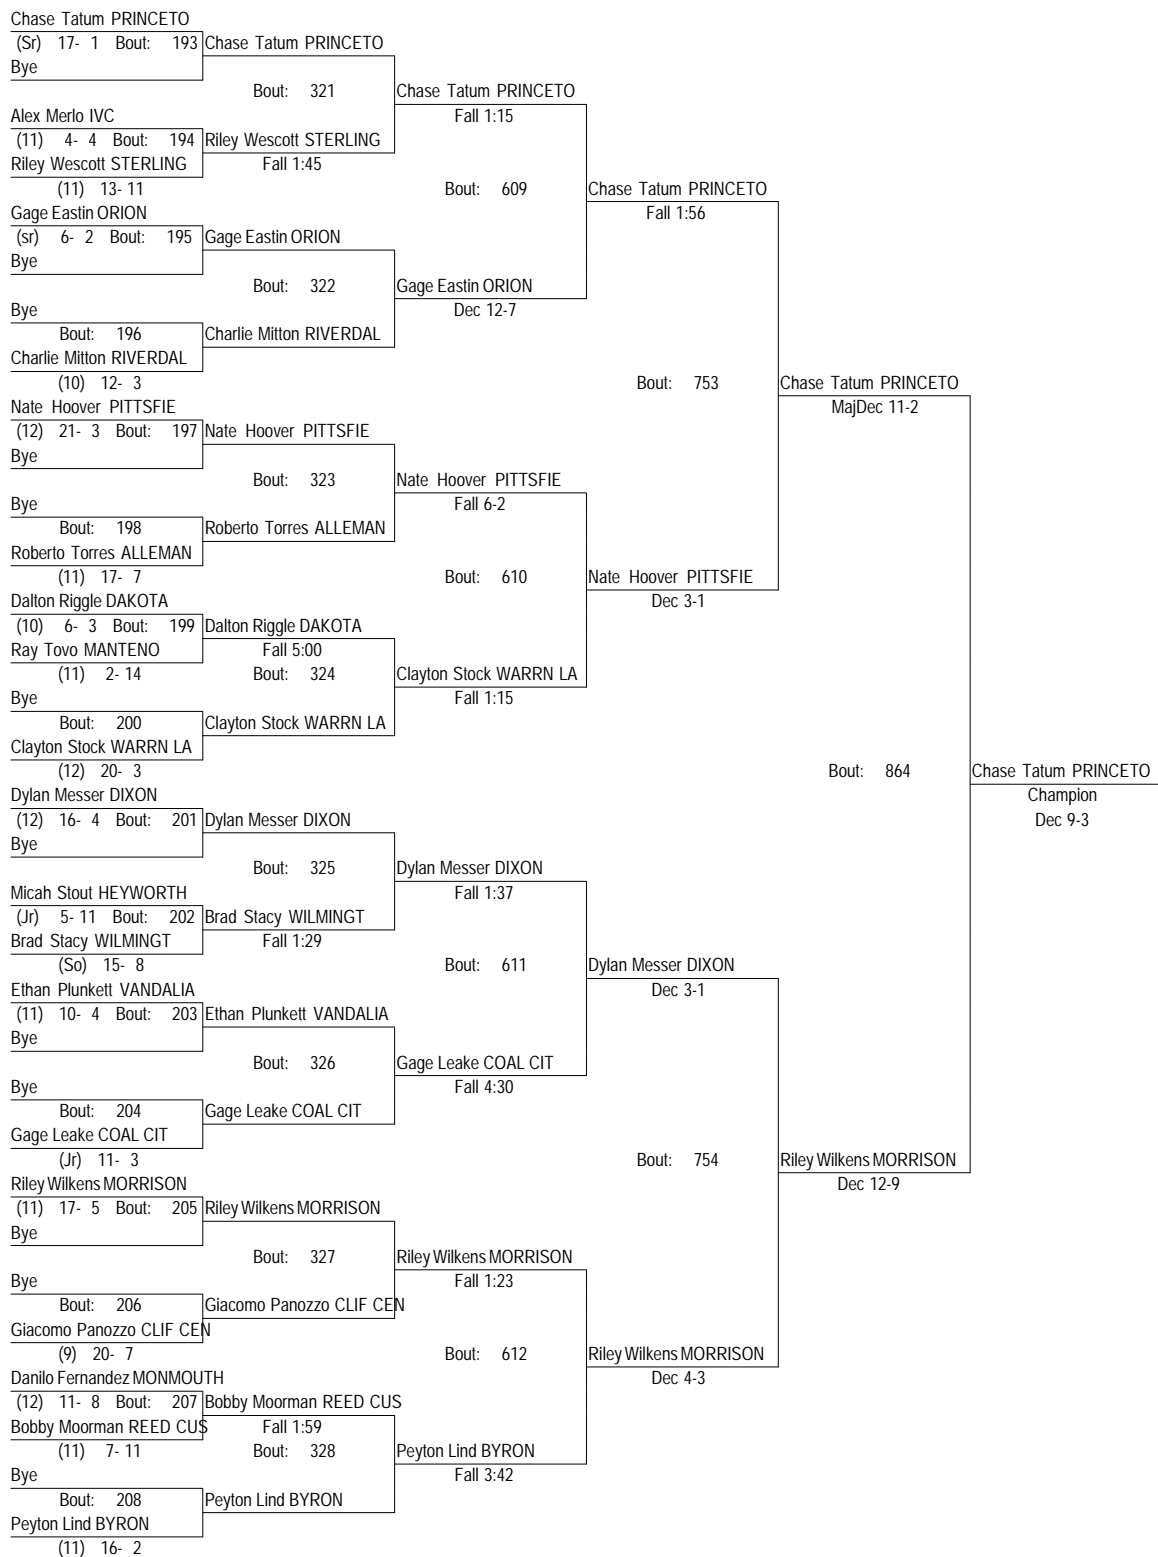 Chase Tatum PRINCETO
(Sr) 17- 1 Bout: 193 Chase Tatum PRINCETO
Bye
Bout: 321 Chase Tatum PRINCETO
Alex Merlo IVC Fall 1:15
(11) 4- 4 Bout: 194 Riley Wescott STERLING
Riley Wescott STERLING Fall 1:45
(11) 13- 11 Bout: 609 Chase Tatum PRINCETO
Gage Eastin ORION Fall 1:56
(sr) 6- 2 Bout: 195 Gage Eastin ORION
Bye
Bout: 322 Gage Eastin ORION
Bye Dec 12-7
Bout: 196 Charlie Mitton RIVERDAL
Charlie Mitton RIVERDAL
(10) 12- 3 Bout: 753 Chase Tatum PRINCETO
Nate Hoover PITTSFIE MajDec 11-2
(12) 21- 3 Bout: 197 Nate Hoover PITTSFIE
Bye
Bout: 323 Nate Hoover PITTSFIE
Bye Fall 6-2
Bout: 198 Roberto Torres ALLEMAN
Roberto Torres ALLEMAN
(11) 17- 7 Bout: 610 Nate Hoover PITTSFIE
Dalton Riggle DAKOTA Dec 3-1
(10) 6- 3 Bout: 199 Dalton Riggle DAKOTA
Ray Tovo MANTENO Fall 5:00
(11) 2- 14 Bout: 324 Clayton Stock WARRN LA
Bye Fall 1:15
Bout: 200 Clayton Stock WARRN LA
Clayton Stock WARRN LA
(12) 20- 3 Bout: 864 Chase Tatum PRINCETO
Dylan Messer DIXON Champion
(12) 16- 4 Bout: 201 Dylan Messer DIXON Dec 9-3
Bye
Bout: 325 Dylan Messer DIXON
Micah Stout HEYWORTH Fall 1:37
(Jr) 5- 11 Bout: 202 Brad Stacy WILMINGT
Brad Stacy WILMINGT Fall 1:29
(So) 15- 8 Bout: 611 Dylan Messer DIXON
Ethan Plunkett VANDALIA Dec 3-1
(11) 10- 4 Bout: 203 Ethan Plunkett VANDALIA
Bye
Bout: 326 Gage Leake COAL CIT
Bye Fall 4:30
Bout: 204 Gage Leake COAL CIT
Gage Leake COAL CIT
(Jr) 11- 3 Bout: 754 Riley Wilkens MORRISON
Riley Wilkens MORRISON Dec 12-9
(11) 17- 5 Bout: 205 Riley Wilkens MORRISON
Bye
Bout: 327 Riley Wilkens MORRISON
Bye Fall 1:23
Bout: 206 Giacomo Panozzo CLIF CEN
Giacomo Panozzo CLIF CEN
(9) 20- 7 Bout: 612 Riley Wilkens MORRISON
Danilo Fernandez MONMOUTH Dec 4-3
(12) 11- 8 Bout: 207 Bobby Moorman REED CUS
Bobby Moorman REED CUS Fall 1:59
(11) 7- 11 Bout: 328 Peyton Lind BYRON
Bye Fall 3:42
Bout: 208 Peyton Lind BYRON
Peyton Lind BYRON
(11) 16- 2